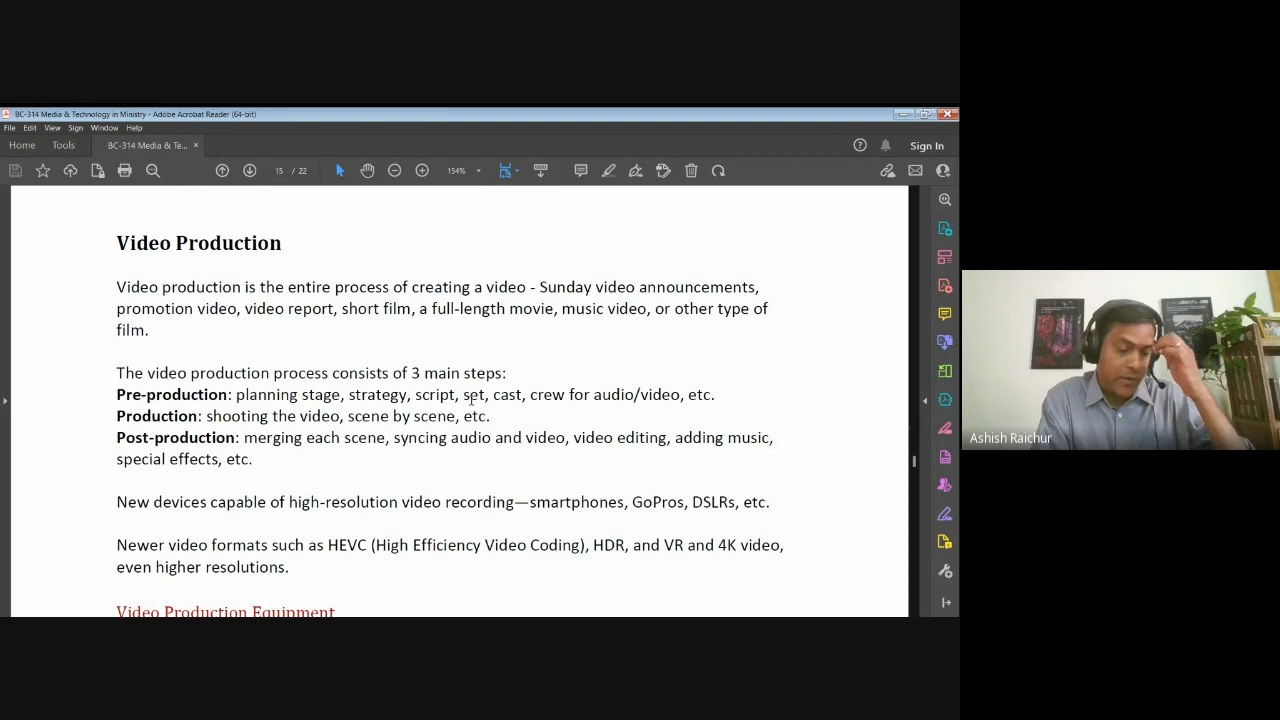 BC-314 Media & Technology in Ministry - Adobe Acrobat Reader (64-bit)
File Edit View Sign Window Help
Home Tools BC-314 Media & Te... × Sign In
15 / 22 154%
Video Production
Video production is the entire process of creating a video - Sunday video announcements,
promotion video, video report, short film, a full-length movie, music video, or other type of
film.
The video production process consists of 3 main steps:
Pre-production: planning stage, strategy, script, set, cast, crew for audio/video, etc.
Production: shooting the video, scene by scene, etc.
Post-production: merging each scene, syncing audio and video, video editing, adding music,
special effects, etc.
New devices capable of high-resolution video recording—smartphones, GoPros, DSLRs, etc.
Newer video formats such as HEVC (High Efficiency Video Coding), HDR, and VR and 4K video,
even higher resolutions.
Video Production Equipment
Ashish Raichur